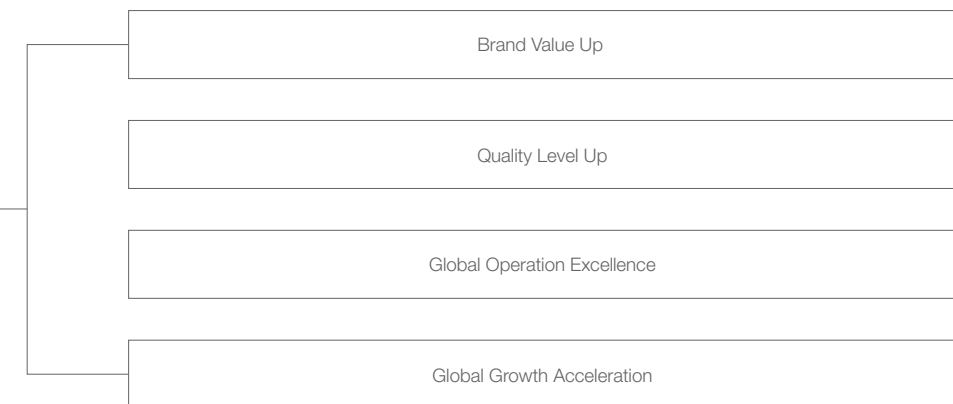 Brand Value Up
Quality Level Up
Global Operation Excellence
Global Growth Acceleration